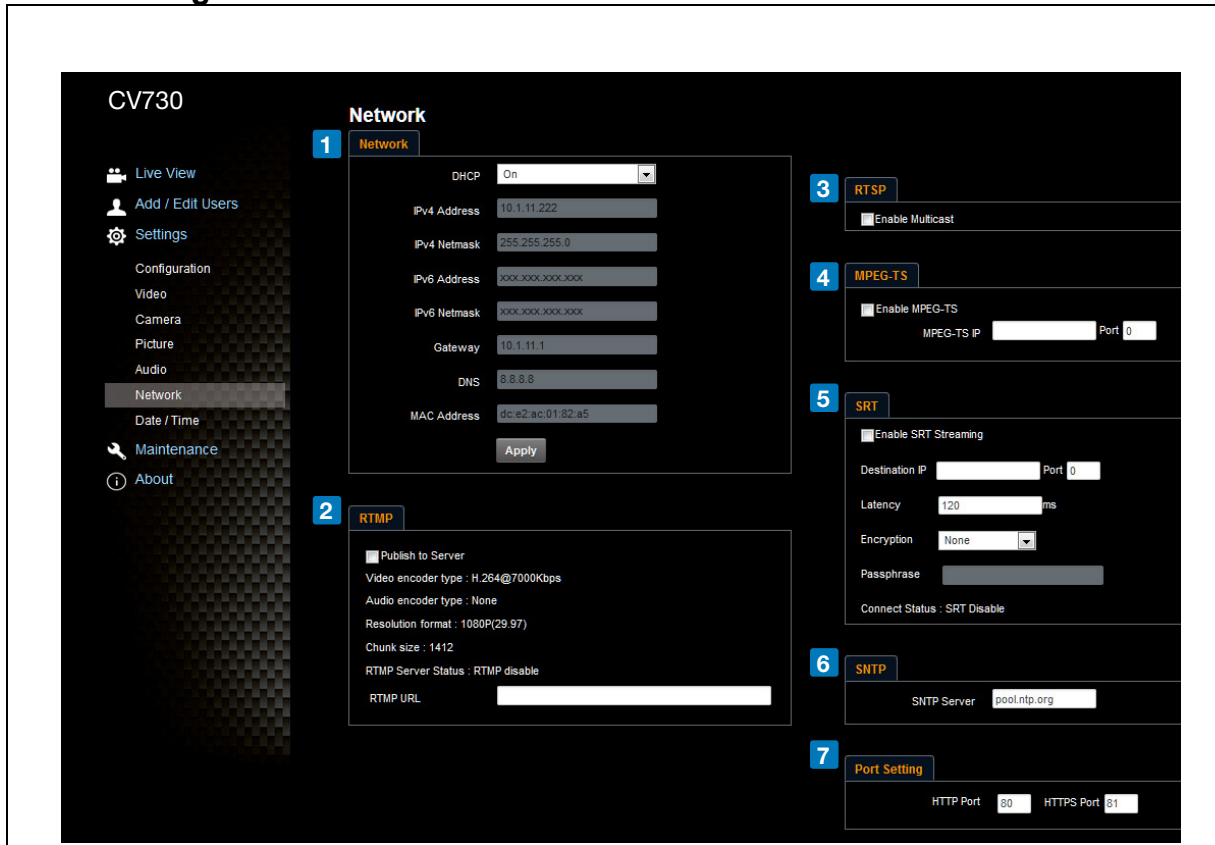 CV730
Live View
Add / Edit Users
Settings
Configuration
Video
Camera
Picture
Audio
Network
Date / Time
Maintenance
About
Network
1
Network
DHCP On
IPv4 Address 10.1.11.222
IPv4 Netmask 255.255.255.0
IPv6 Address xxx.xxx.xxx.xxx
IPv6 Netmask xxx.xxx.xxx.xxx
Gateway 10.1.11.1
DNS 8.8.8.8
MAC Address dc:e2:ac:01:82:a5
Apply
2
RTMP
Publish to Server
Video encoder type : H.264@7000Kbps
Audio encoder type : None
Resolution format : 1080P(29.97)
Chunk size : 1412
RTMP Server Status : RTMP disable
RTMP URL
3
RTSP
Enable Multicast
4
MPEG-TS
Enable MPEG-TS
MPEG-TS IP Port 0
5
SRT
Enable SRT Streaming
Destination IP Port 0
Latency 120 ms
Encryption None
Passphrase
Connect Status : SRT Disable
6
SNTP
SNTP Server pool.ntp.org
7
Port Setting
HTTP Port 80 HTTPS Port 81